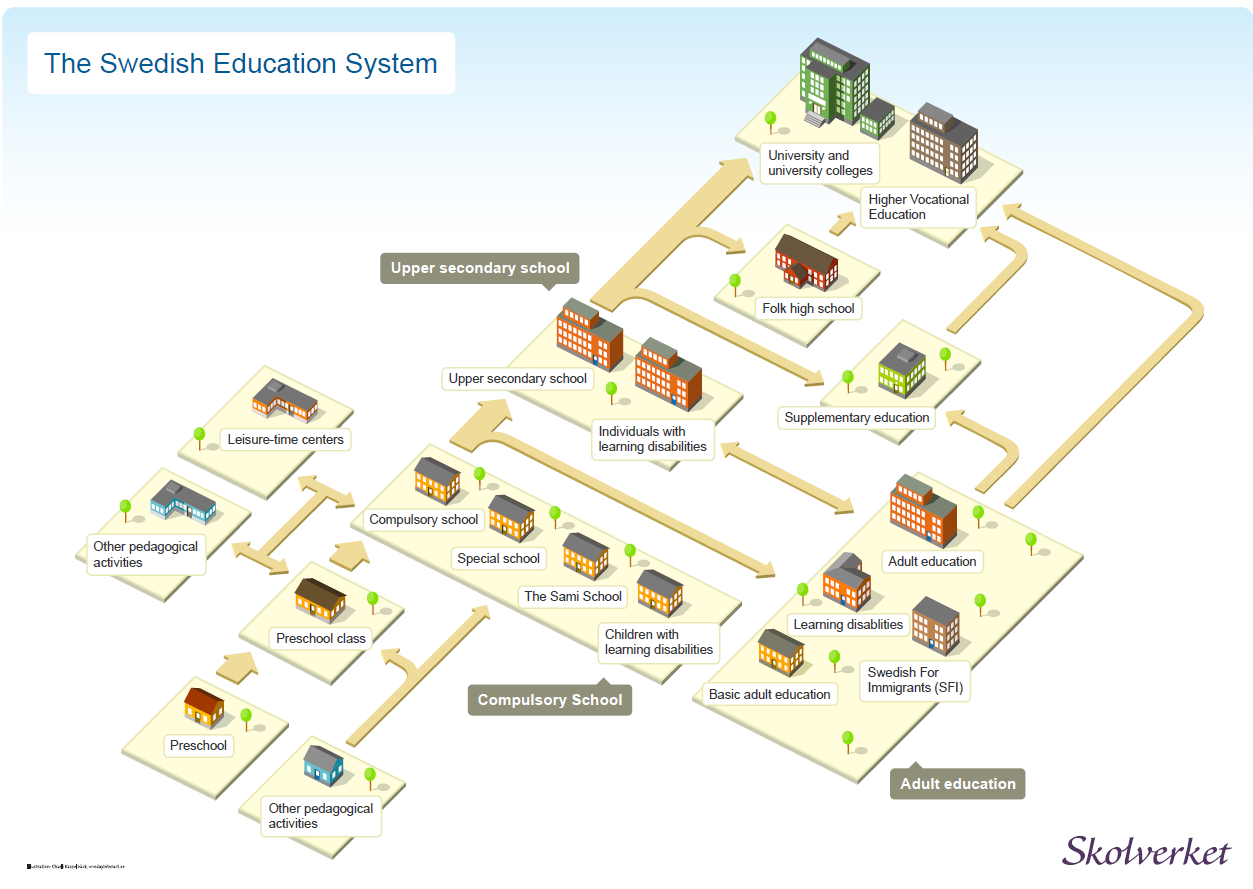 The Swedish Education System
University and
university colleges
Higher Vocational
Education
Upper secondary school
Folk high school
Upper secondary school
Individuals with
learning disabilities
Supplementary education
Leisure-time centers
Other pedagogical
activities
Compulsory school
Special school
The Sami School
Children with
learning disabilities
Adult education
Learning disablities
Swedish For
Immigrants (SFI)
Basic adult education
Preschool class
Preschool
Other pedagogical
activities
Compulsory School
Adult education
Skolverket